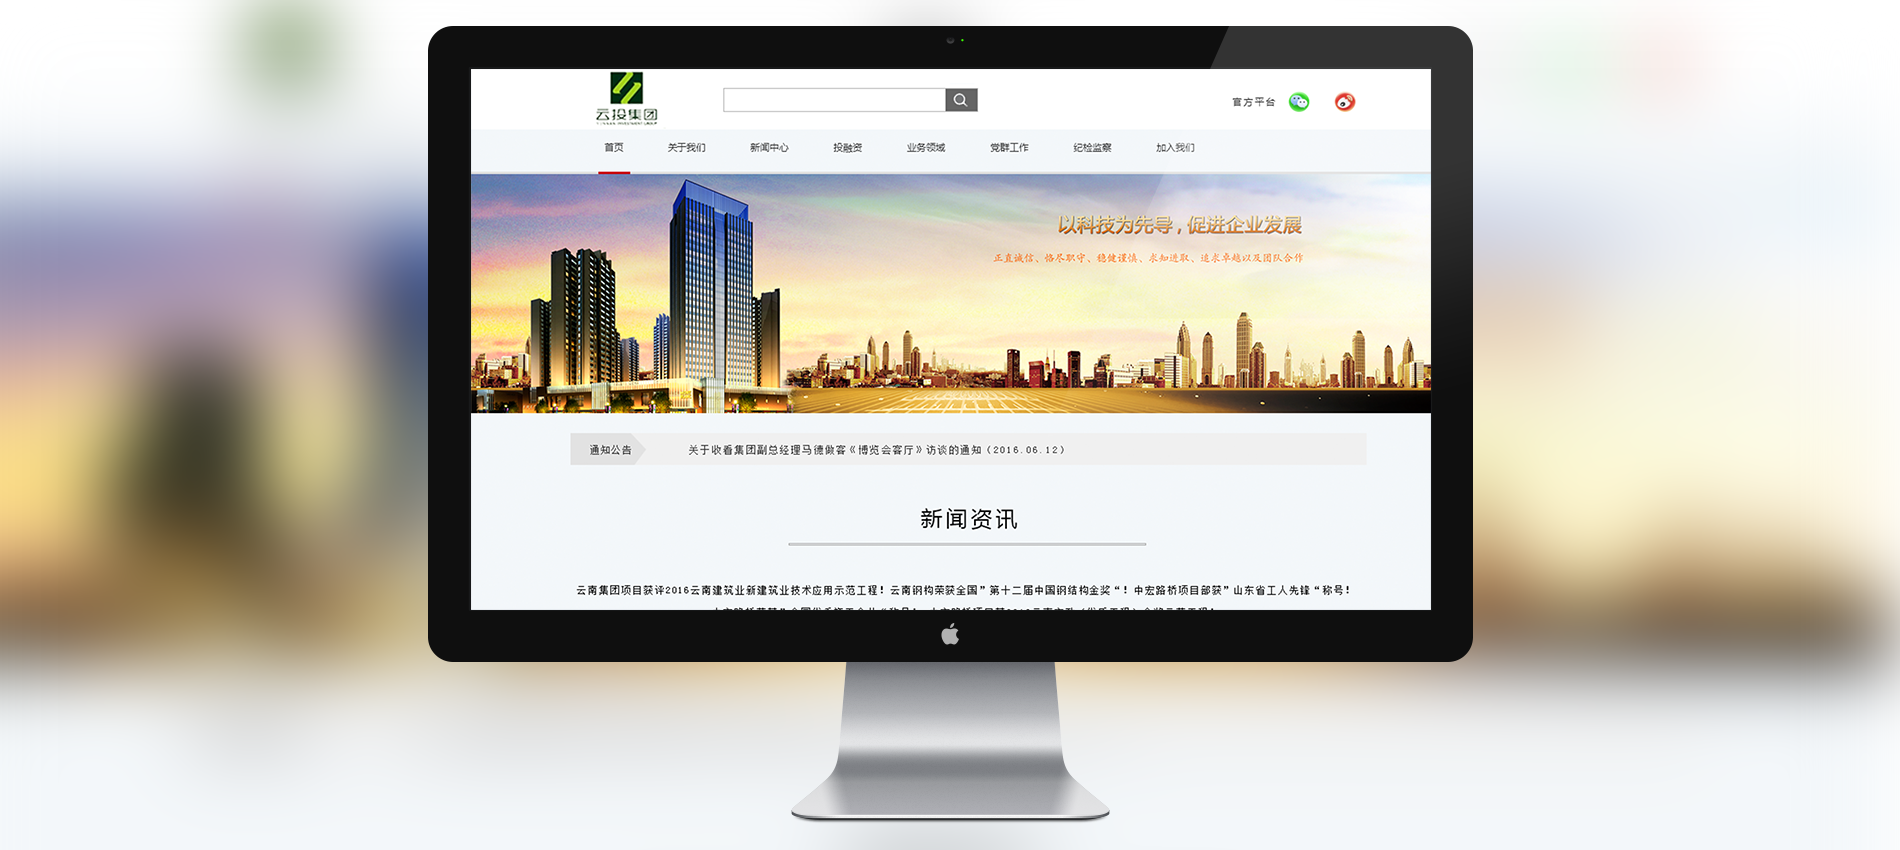 云投集团
官方平台
首页 关于我们 新闻中心 投融资 业务领域 党群工作 纪检监察 加入我们
以科技为先导，促进企业发展
正直诚信、恪尽职守、稳健谨慎、求知进取、追求卓越以及团队合作
通知公告 关于收看集团副总经理马德做客《博览会客厅》访谈的通知（2016.06.12）
新闻资讯
云南集团项目获评2016云南建筑业新建筑业技术应用示范工程！云南钢构荣获全国”第十二届中国钢结构金奖“！中宏路桥项目部获”山东省工人先锋“称号！